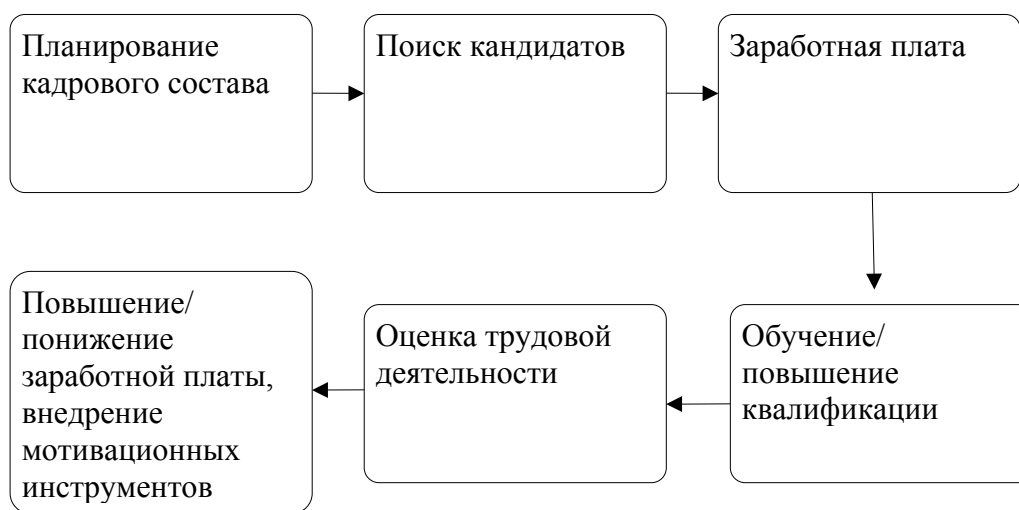 Планирование
кадрового состава
Поиск кандидатов
Заработная плата
Обучение/
повышение
квалификации
Оценка трудовой
деятельности
Повышение/
понижение
заработной платы,
внедрение
мотивационных
инструментов